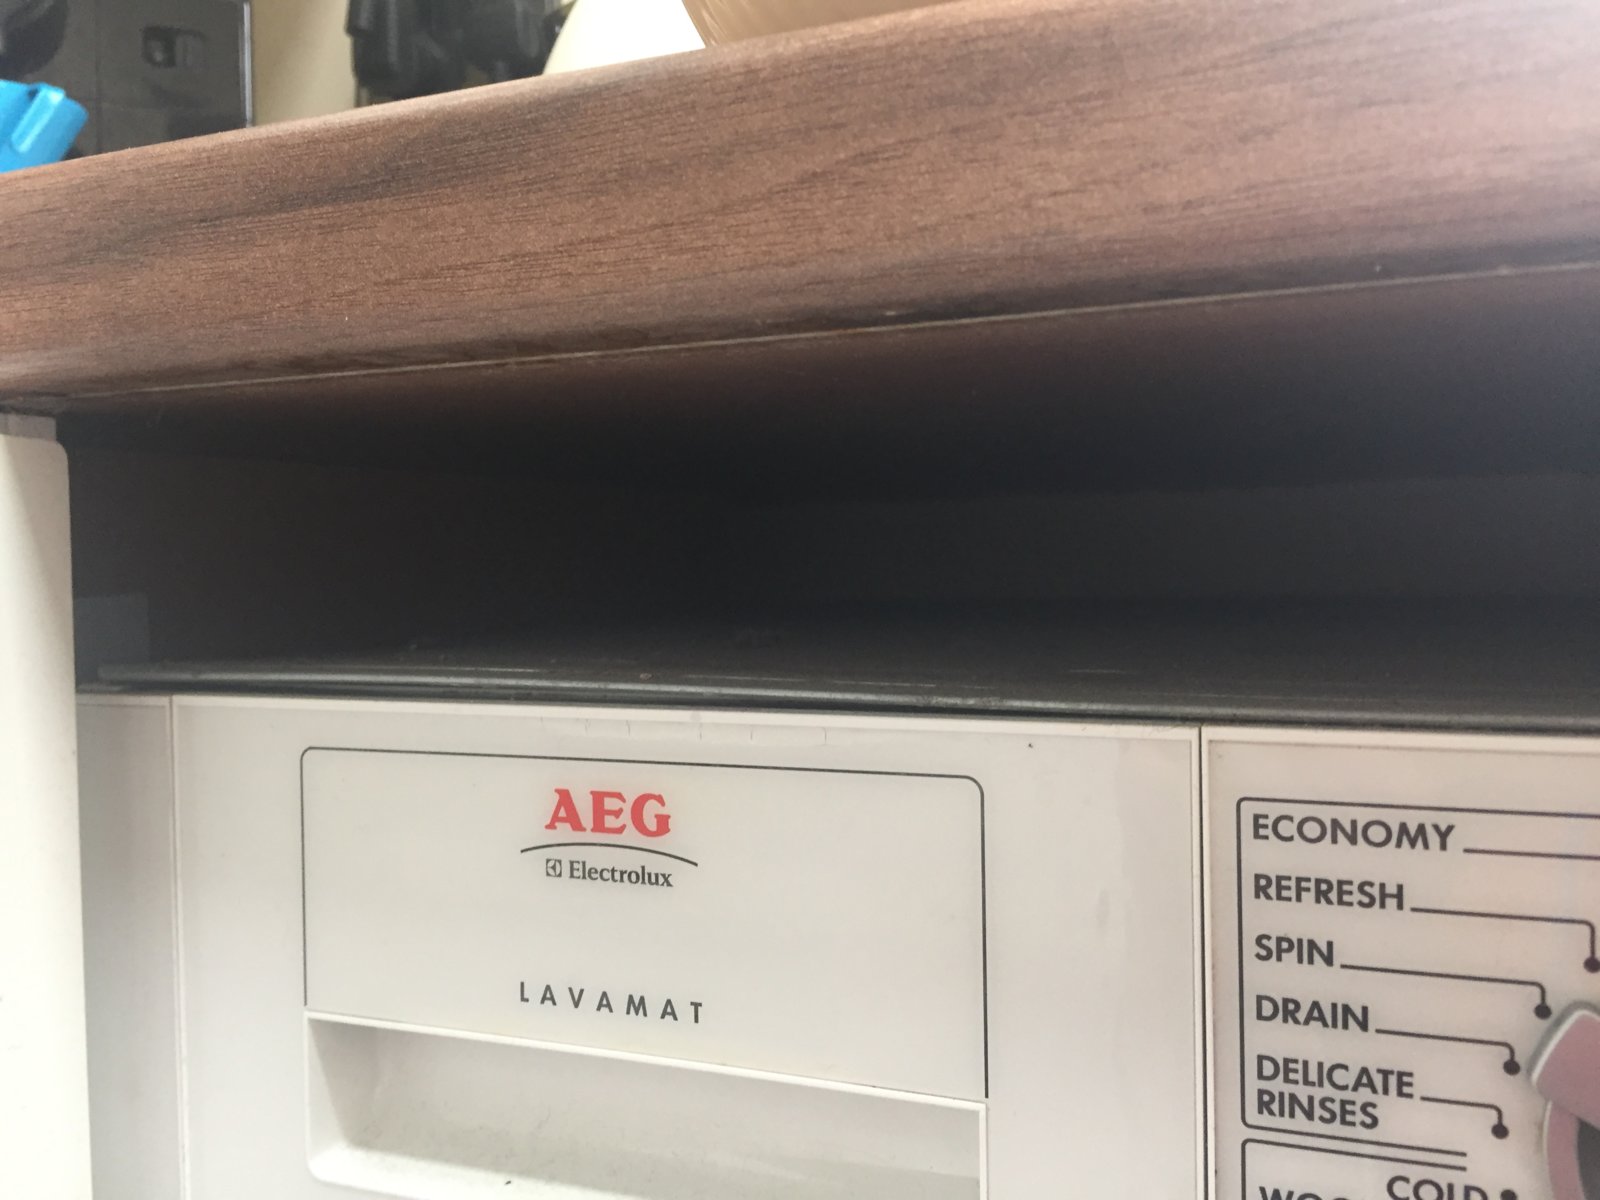 AEG
Electrolux
LAVAMAT
ECONOMY
REFRESH
SPIN
DRAIN
DELICATE
RINSES
COLD